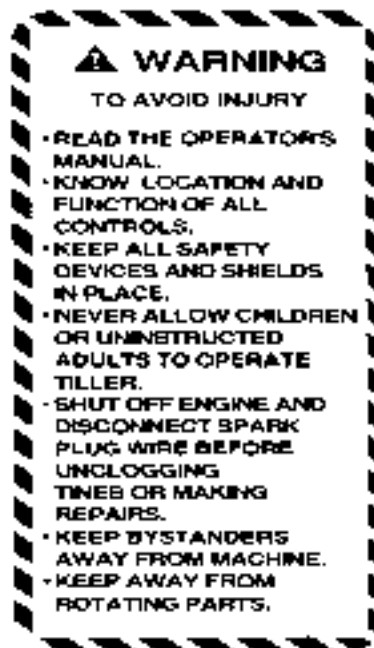 WARNING
TO AVOID INJURY
• READ THE OPERATOR'S
MANUAL.
• KNOW LOCATION AND
FUNCTION OF ALL
CONTROLS.
• KEEP ALL SAFETY
DEVICES AND SHIELDS
IN PLACE.
• NEVER ALLOW CHILDREN
OR UNINSTRUCTED
ADULTS TO OPERATE
TILLER.
• SHUT OFF ENGINE AND
DISCONNECT SPARK
PLUG WIRE BEFORE
UNCLOGGING
TINES OR MAKING
REPAIRS.
• KEEP BYSTANDERS
AWAY FROM MACHINE.
• KEEP AWAY FROM
ROTATING PARTS.